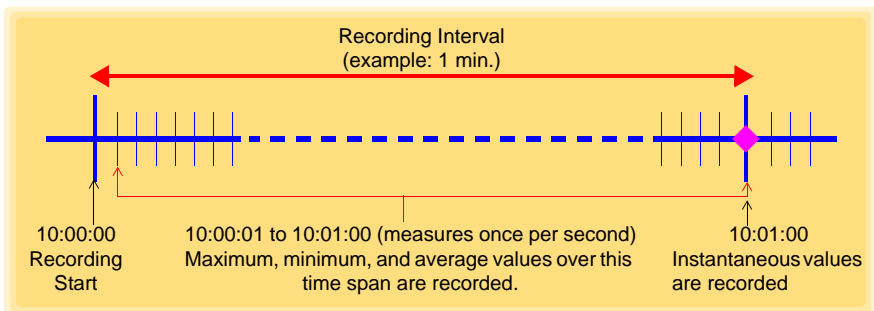 Recording Interval
(example: 1 min.)
10:00:00
Recording
Start
10:00:01 to 10:01:00 (measures once per second)
Maximum, minimum, and average values over this
time span are recorded.
10:01:00
Instantaneous values
are recorded